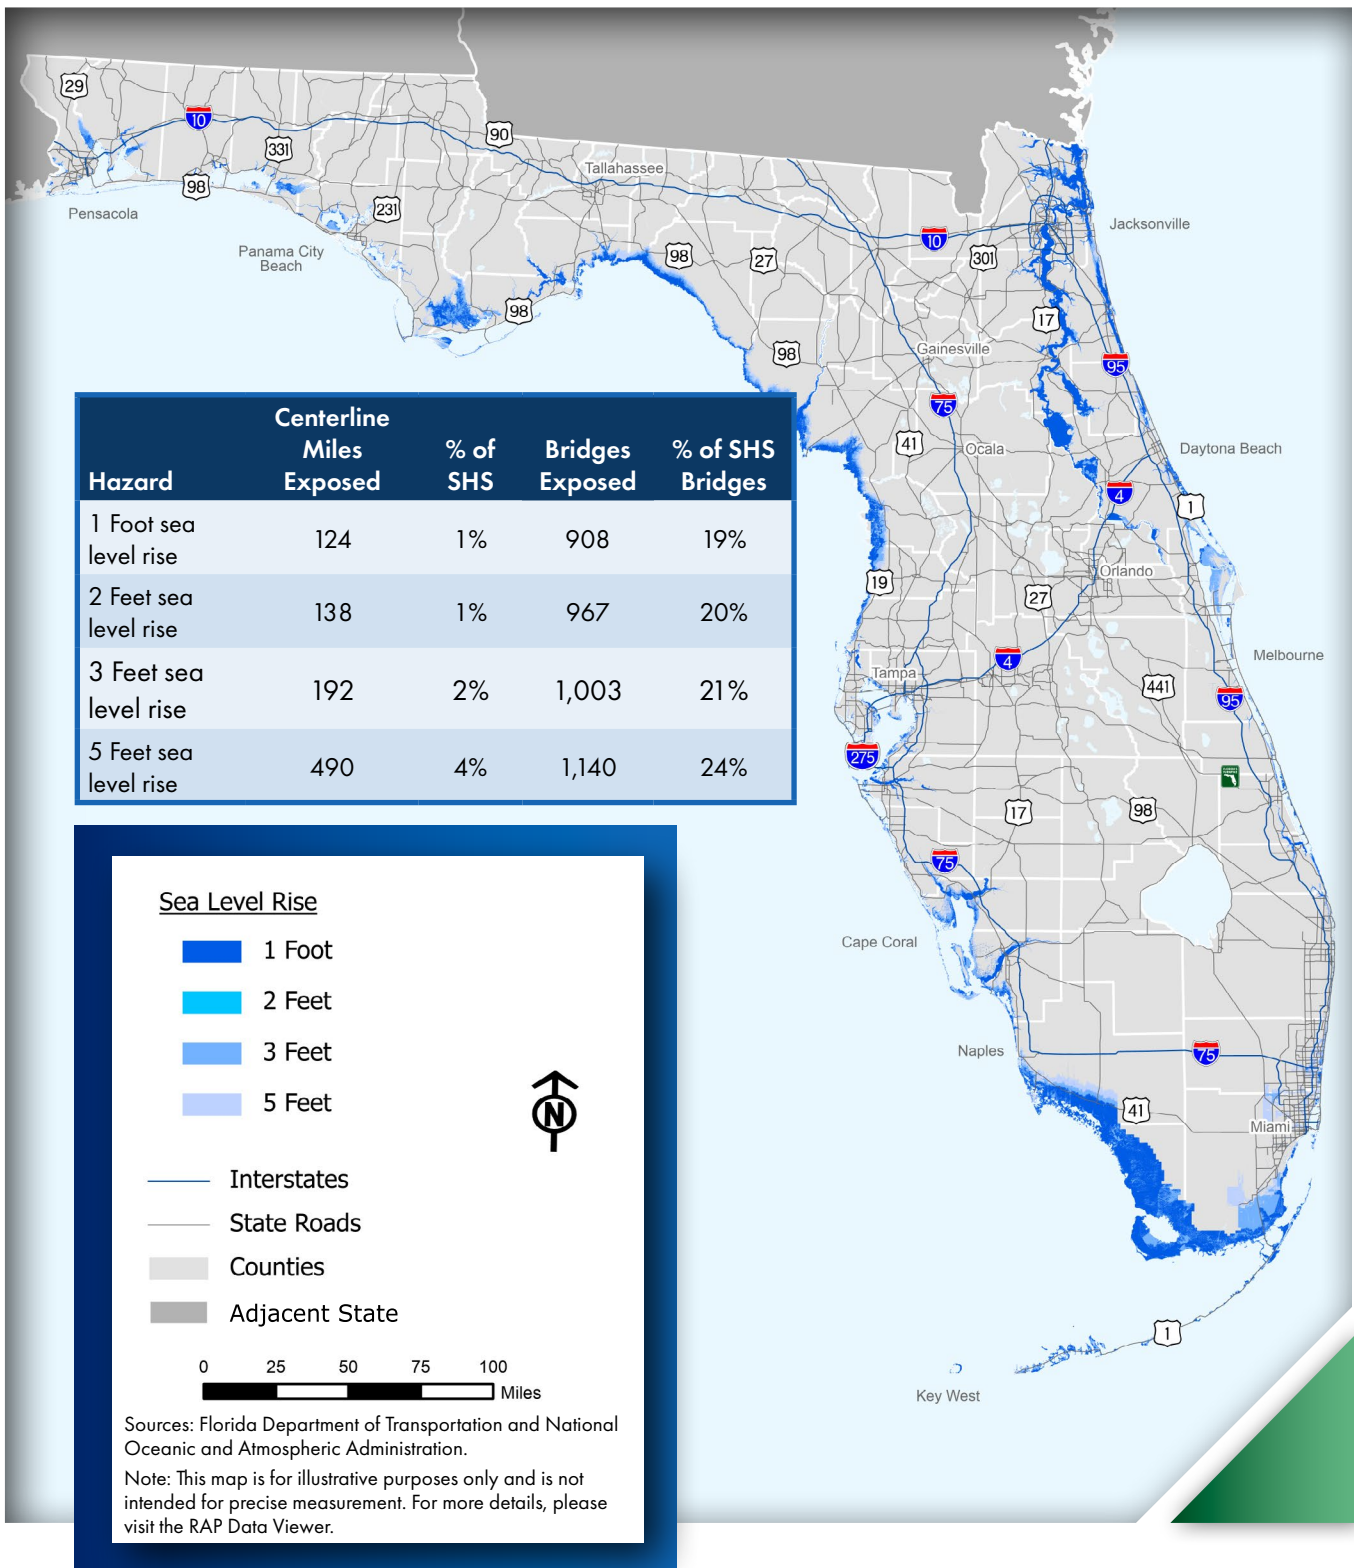 29
10
331
98
90
Tallahassee
Pensacola
231
Panama City
Beach
98
98
27
98
10
301
Jacksonville
17
Gainesville
95
75
41
Ocala
Daytona Beach
4
1
19
Orlando
27
Tampa
4
Melbourne
441
95
275
17
98
75
Cape Coral
Naples
75
41
Miami
1
Key West
Hazard
Centerline
Miles
Exposed
% of
SHS
Bridges
Exposed
% of SHS
Bridges
1 Foot sea
level rise
124
1%
908
19%
2 Feet sea
level rise
138
1%
967
20%
3 Feet sea
level rise
192
2%
1,003
21%
5 Feet sea
level rise
490
4%
1,140
24%
Sea Level Rise
1 Foot
2 Feet
3 Feet
5 Feet
N
Interstates
State Roads
Counties
Adjacent State
0 25 50 75 100
Miles
Sources: Florida Department of Transportation and National
Oceanic and Atmospheric Administration.
Note: This map is for illustrative purposes only and is not
intended for precise measurement. For more details, please
visit the RAP Data Viewer.